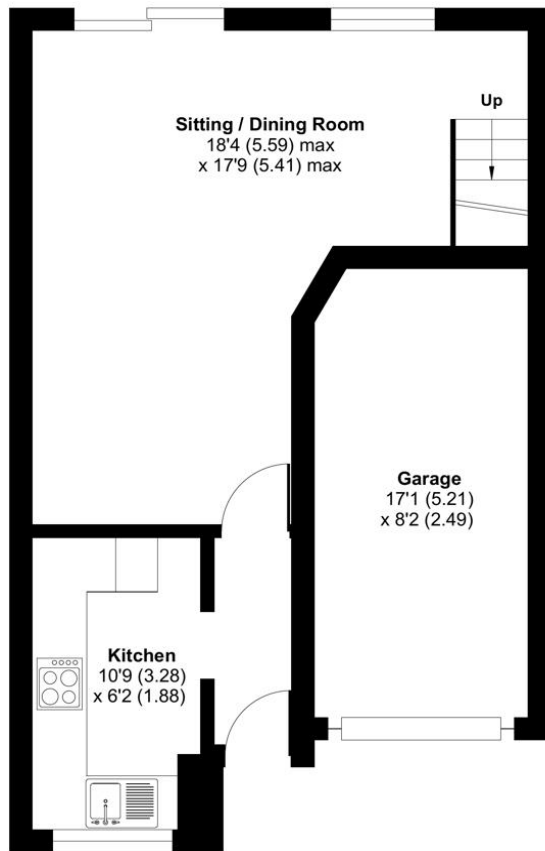 Sitting / Dining Room
18'4 (5.59) max
x 17'9 (5.41) max
Up
Garage
17'1 (5.21)
x 8'2 (2.49)
Kitchen
10'9 (3.28)
x 6'2 (1.88)